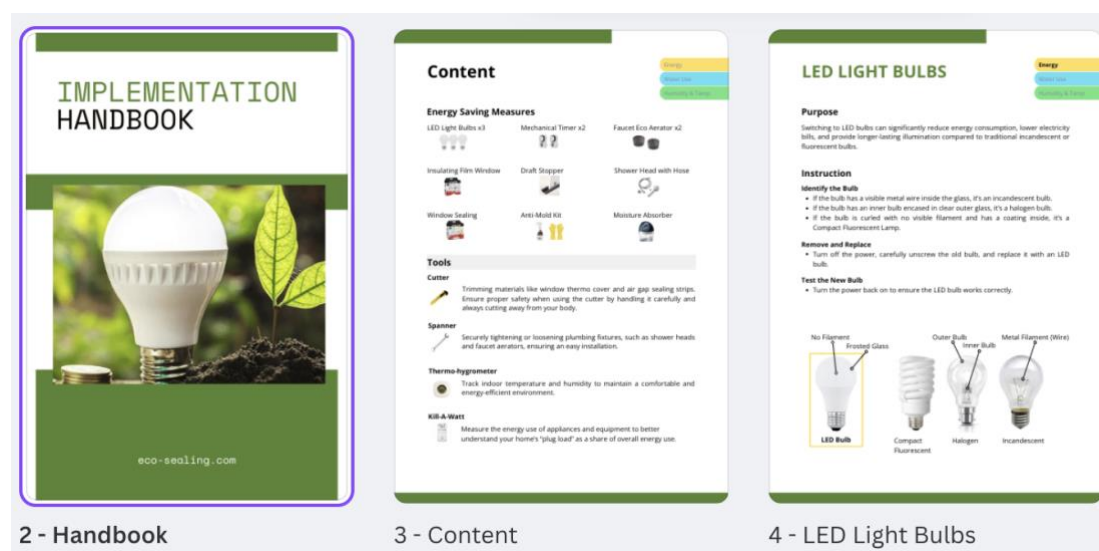 IMPLEMENTATION
HANDBOOK
eco-sealing.com
2 - Handbook
Content
Energy
Water Use
Humidity & Temp
Energy Saving Measures
LED Light Bulbs x3
Mechanical Timer x2
Faucet Eco Aerator x2
Insulating Film Window
Draft Stopper
Shower Head with Hose
Window Sealing
Anti-Mold Kit
Moisture Absorber
Tools
Cutter
Trimming materials like window thermo cover and air gap sealing strips.
Ensure proper safety when using the cutter by handling it carefully and
always cutting away from your body.
Spanner
Securely tightening or loosening plumbing fixtures, such as shower heads
and faucet aerators, ensuring an easy installation.
Thermo-hygrometer
Track indoor temperature and humidity to maintain a comfortable and
energy-efficient environment.
Kill-A-Watt
Measure the energy use of appliances and equipment to better
understand your home's "plug load" as a share of overall energy use.
3 - Content
LED LIGHT BULBS
Energy
Water Use
Humidity & Temp
Purpose
Switching to LED bulbs can significantly reduce energy consumption, lower electricity
bills, and provide longer-lasting illumination compared to traditional incandescent or
fluorescent bulbs.
Instruction
Identify the Bulb
• If the bulb has a visible metal wire inside the glass, it's an incandescent bulb.
• If the bulb has an inner bulb encased in clear outer glass, it's a halogen bulb.
• If the bulb is curled with no visible filament and has a coating inside, it's a
Compact Fluorescent Lamp.
Remove and Replace
• Turn off the power, carefully unscrew the old bulb, and replace it with an LED
bulb.
Test the New Bulb
• Turn the power back on to ensure the LED bulb works correctly.
No Filament
Frosted Glass
Outer Bulb
Inner Bulb
Metal Filament (Wire)
LED Bulb
Compact
Fluorescent
Halogen
Incandescent
4 - LED Light Bulbs